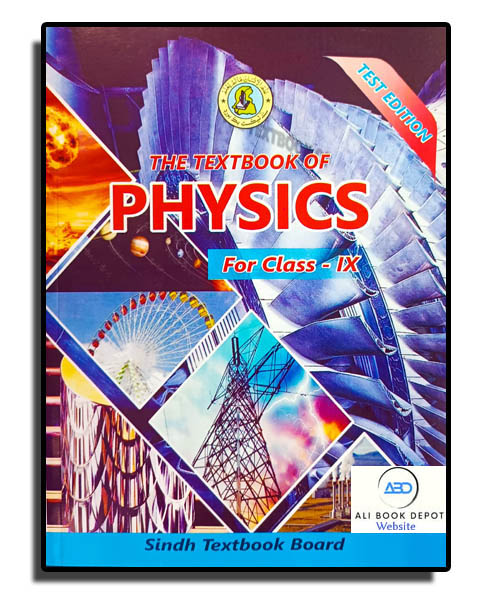 TEST EDITION
THE TEXTBOOK OF
PHYSICS
For Class - IX
ABD
ALI BOOK DEPOT
Website
Sindh Textbook Board